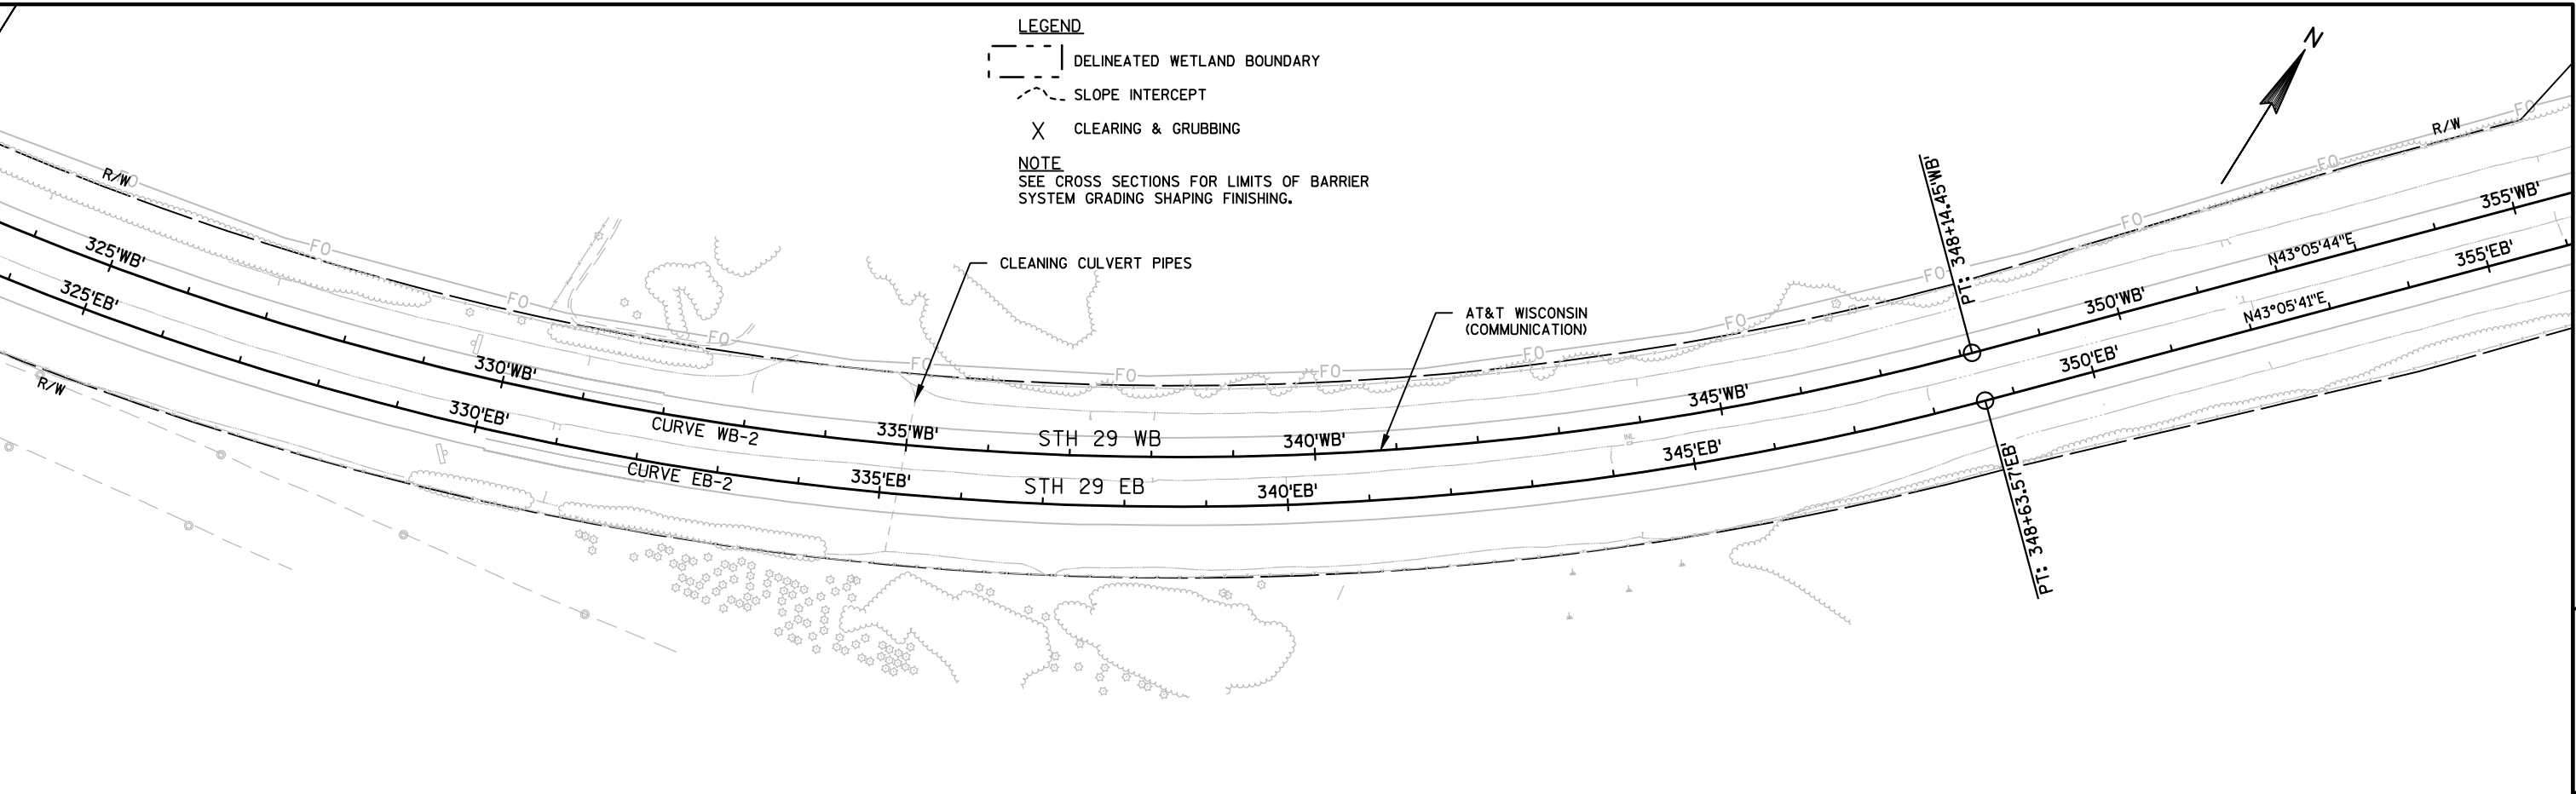 LEGEND
DELINEATED WETLAND BOUNDARY
SLOPE INTERCEPT
X CLEARING & GRUBBING
NOTE
SEE CROSS SECTIONS FOR LIMITS OF BARRIER
SYSTEM GRADING SHAPING FINISHING.
N
R/W
FO
FO
FO
FO
FO
FO
FO
FO
FO
FO
FO
FO
FO
R/W
CLEANING CULVERT PIPES
AT&T WISCONSIN
(COMMUNICATION)
PT: 348+14.45'WB'
325'WB'
330'WB'
CURVE WB-2
335'WB'
STH 29 WB
340'WB'
345'WB'
350'WB'
N43°05'44"E
355'WB'
325'EB'
330'EB'
CURVE EB-2
335'EB'
STH 29 EB
340'EB'
345'EB'
INL
350'EB'
N43°05'41"E
355'EB'
PT: 348+63.57'EB'
R/W